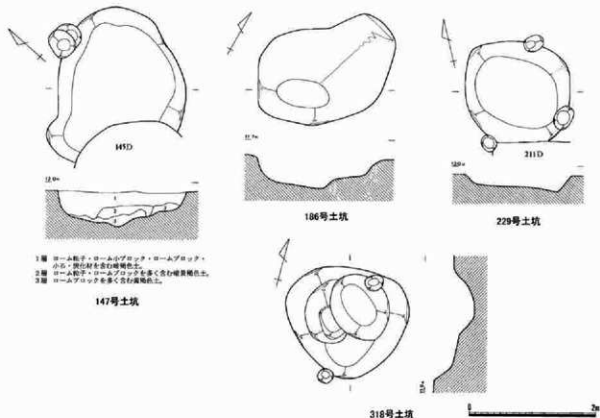 145D
12.0m
1層 ローム粒子・ローム小ブロック・ロームブロック・
小石・炭化材を含む暗褐色土。
2層 ローム粒子・ロームブロックを多く含む暗黄褐色土。
3層 ロームブロックを多く含む黄褐色土。
147号土坑
186号土坑
211D
229号土坑
318号土坑
0 2m